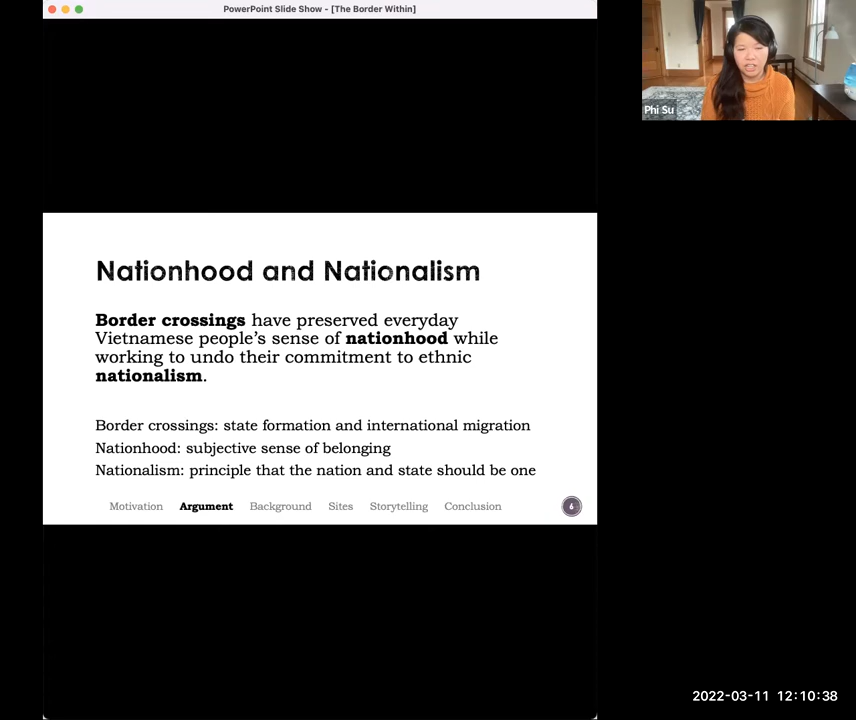 PowerPoint Slide Show - [The Border Within]
Phi Su
Nationhood and Nationalism
Border crossings have preserved everyday
Vietnamese people's sense of nationhood while
working to undo their commitment to ethnic
nationalism.
Border crossings: state formation and international migration
Nationhood: subjective sense of belonging
Nationalism: principle that the nation and state should be one
Motivation Argument Background Sites Storytelling Conclusion 6
2022-03-11 12:10:38